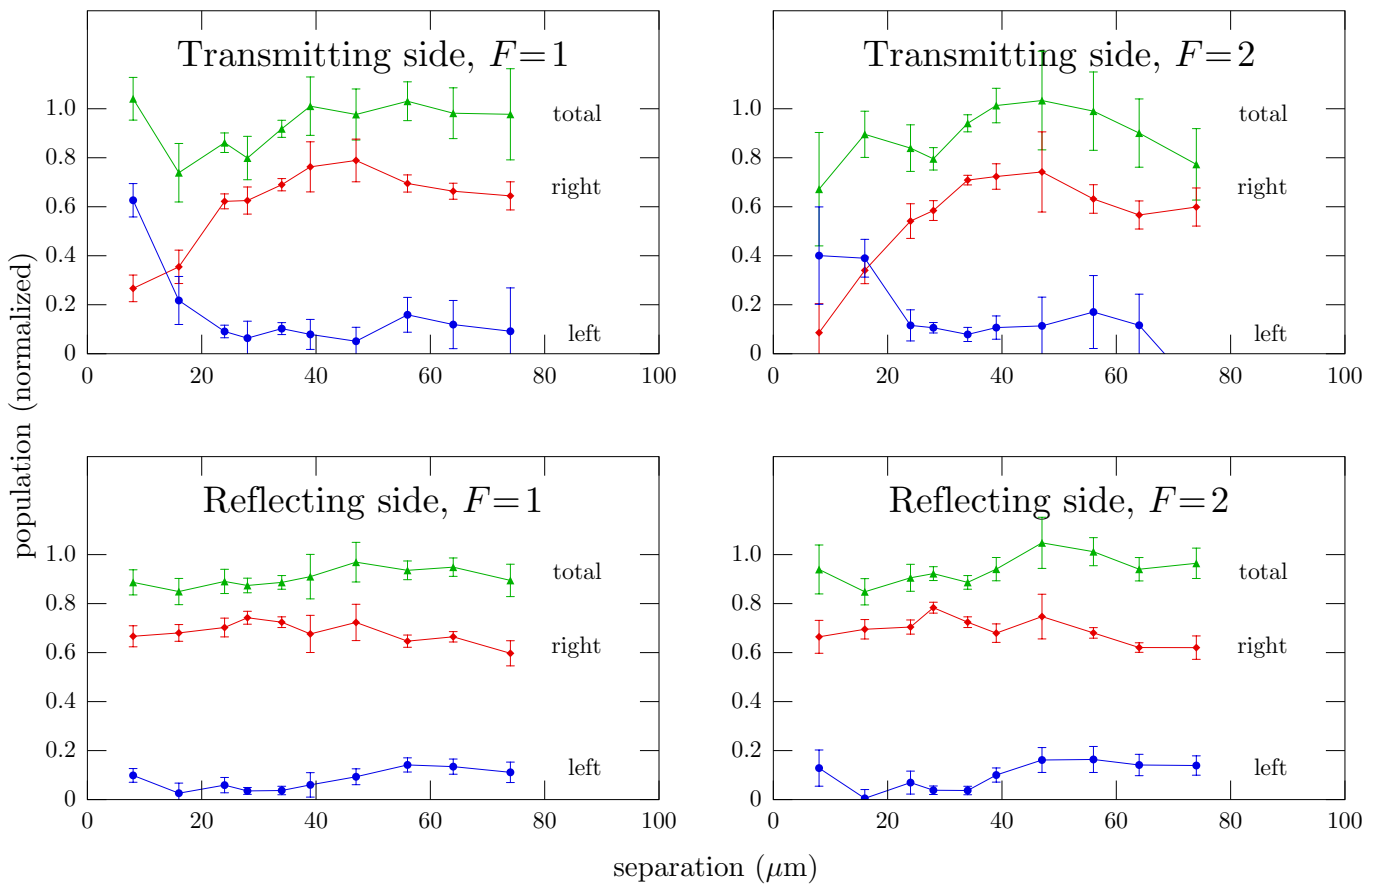 Transmitting side, F=1
total
right
left
1.0
0.8
0.6
0.4
0.2
0
0 20 40 60 80 100
Transmitting side, F=2
total
right
left
1.0
0.8
0.6
0.4
0.2
0
0 20 40 60 80 100
population (normalized)
Reflecting side, F=1
total
right
left
1.0
0.8
0.6
0.4
0.2
0
0 20 40 60 80 100
Reflecting side, F=2
total
right
left
1.0
0.8
0.6
0.4
0.2
0
0 20 40 60 80 100
separation (μm)